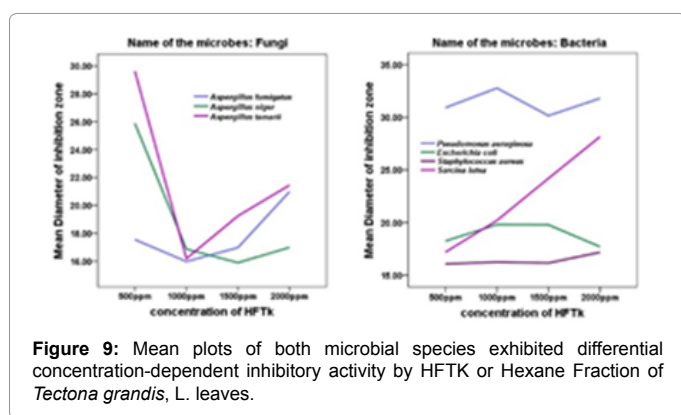 Name of the microbes: Fungi
Mean Diameter of inhibition zone
30.00
28.00
26.00
24.00
22.00
20.00
18.00
16.00
Aspergillus fumigatus
Aspergillus niger
Aspergillus tamarii
500ppm 1000ppm 1500ppm 2000ppm
concentration of HFTk
Name of the microbes: Bacteria
Mean Diameter of inhibition zone
35.00
30.00
25.00
20.00
15.00
Pseudomonas aeroginosa
Escherichia coli
Staphylococcus aureus
Sarcina lutea
500ppm 1000ppm 1500ppm 2000ppm
concentration of HFTk
Figure 9: Mean plots of both microbial species exhibited differential
concentration-dependent inhibitory activity by HFTK or Hexane Fraction of
Tectona grandis, L. leaves.